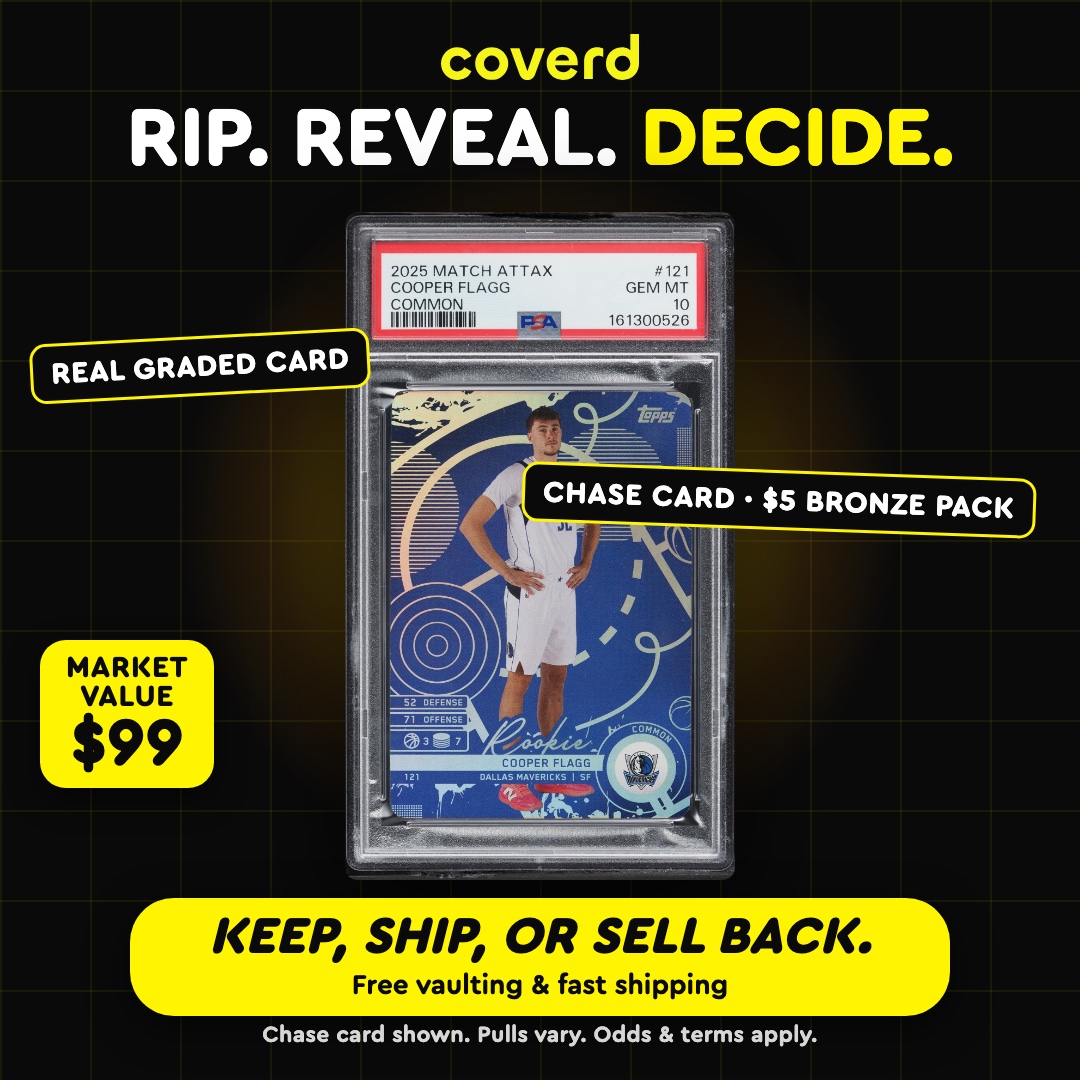 coverd
RIP. REVEAL. DECIDE.
2025 MATCH ATTAX #121
COOPER FLAGG GEM MT
COMMON 10
PSA 161300526
REAL GRADED CARD
topps
CHASE CARD • $5 BRONZE PACK
MARKET
VALUE
$99
52 DEFENSE
71 OFFENSE
3 7
Rookie
COMMON
COOPER FLAGG
121 DALLAS MAVERICKS | SF
KEEP, SHIP, OR SELL BACK.
Free vaulting & fast shipping
Chase card shown. Pulls vary. Odds & terms apply.